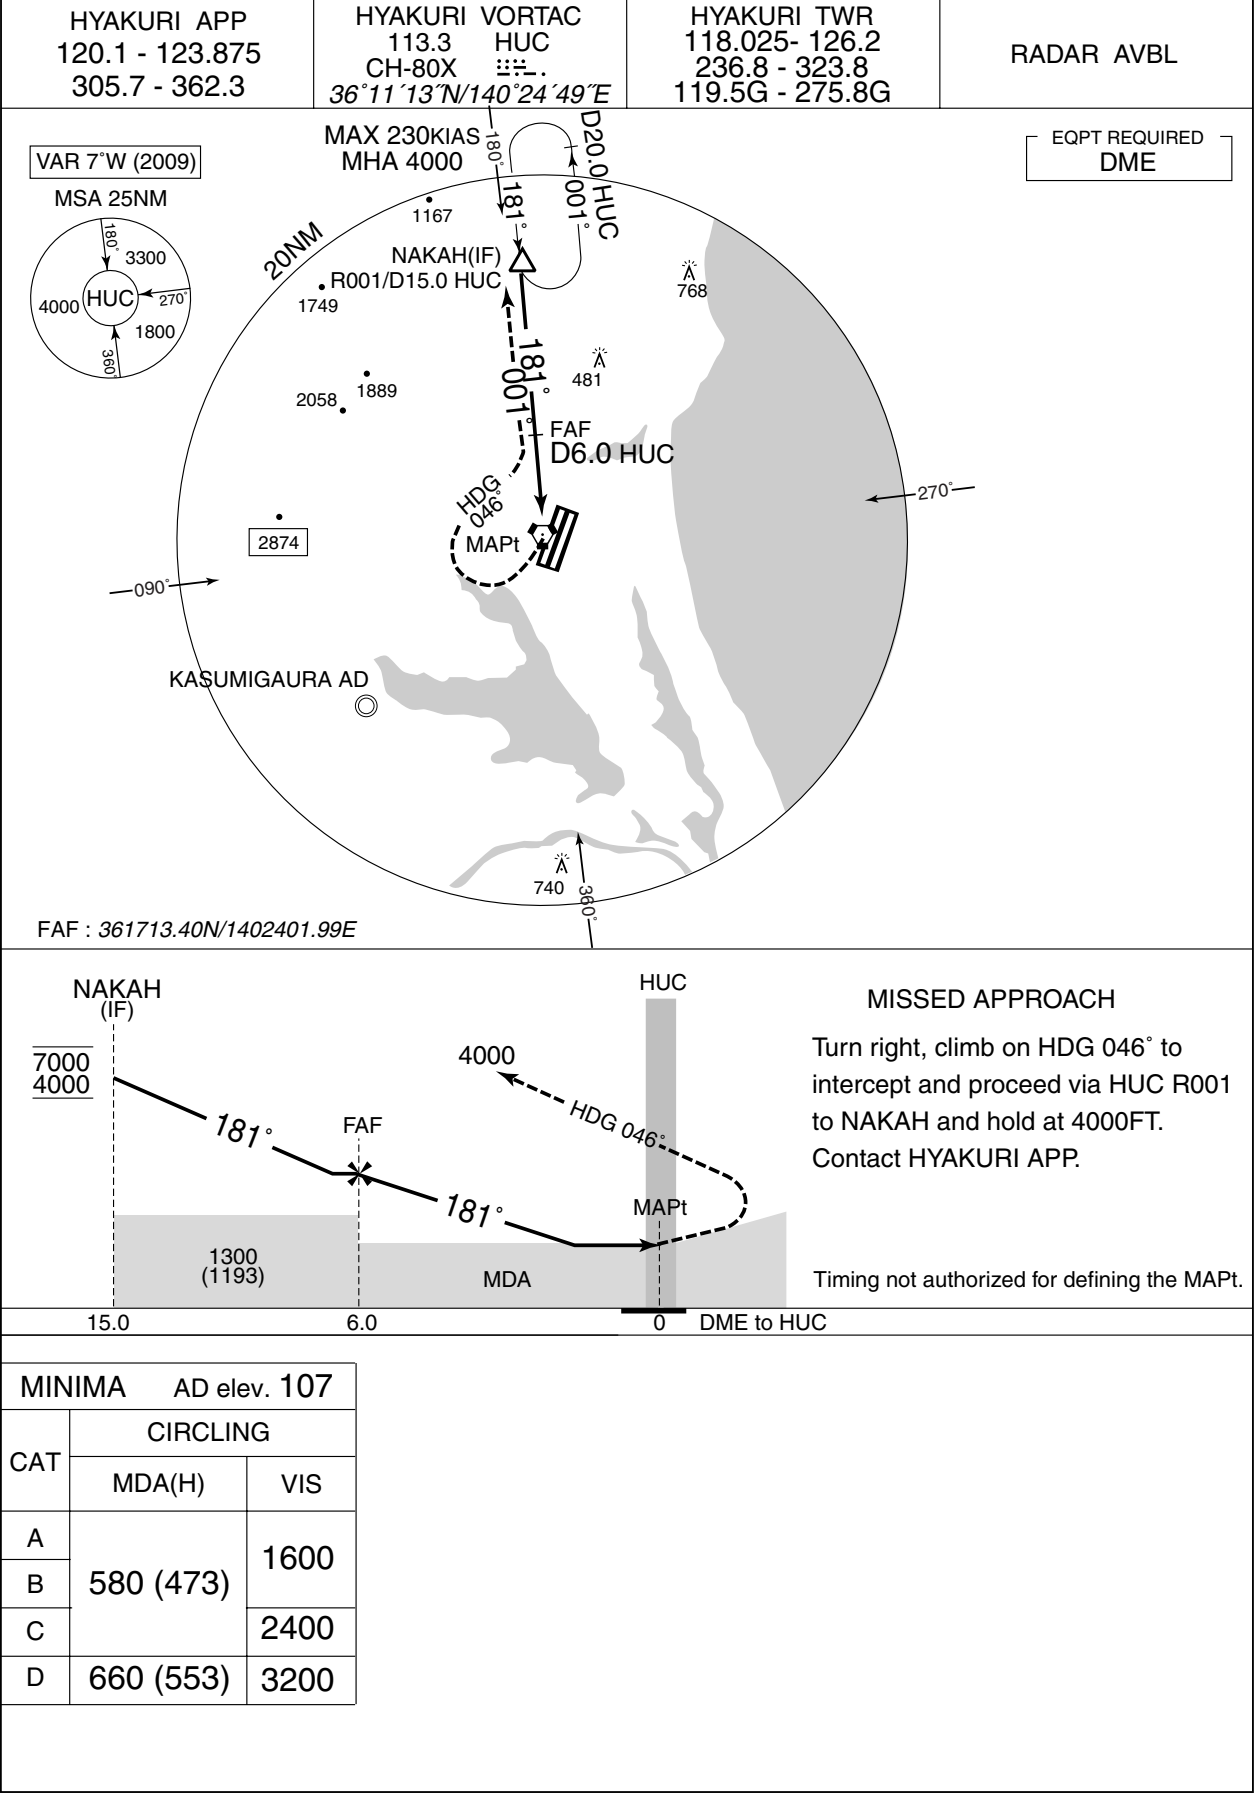 HYAKURI APP
120.1 - 123.875
305.7 - 362.3
HYAKURI VORTAC
113.3 HUC
CH-80X
36°11´13˝N/140°24´49˝E
HYAKURI TWR
118.025- 126.2
236.8 - 323.8
119.5G - 275.8G
RADAR AVBL
EQPT REQUIRED
DME
VAR 7°W (2009)
MSA 25NM
180°
3300
4000
HUC
270°
1800
360°
MAX 230KIAS
MHA 4000
180°
181°
001°
D20.0 HUC
20NM
1167
NAKAH(IF)
R001/D15.0 HUC
1749
768
481
181°
001°
2058
1889
FAF
D6.0 HUC
HDG
046°
270°
2874
MAPt
090°
KASUMIGAURA AD
740
360°
FAF : 361713.40N/1402401.99E
NAKAH
(IF)
7000
4000
181°
FAF
181°
4000
HDG 046°
HUC
MAPt
1300
(1193)
MDA
15.0
6.0
0
DME to HUC
MISSED APPROACH
Turn right, climb on HDG 046° to
intercept and proceed via HUC R001
to NAKAH and hold at 4000FT.
Contact HYAKURI APP.
Timing not authorized for defining the MAPt.
MINIMA AD elev. 107
CAT
CIRCLING
MDA(H)
VIS
A
B
C
D
580 (473)
660 (553)
1600
2400
3200